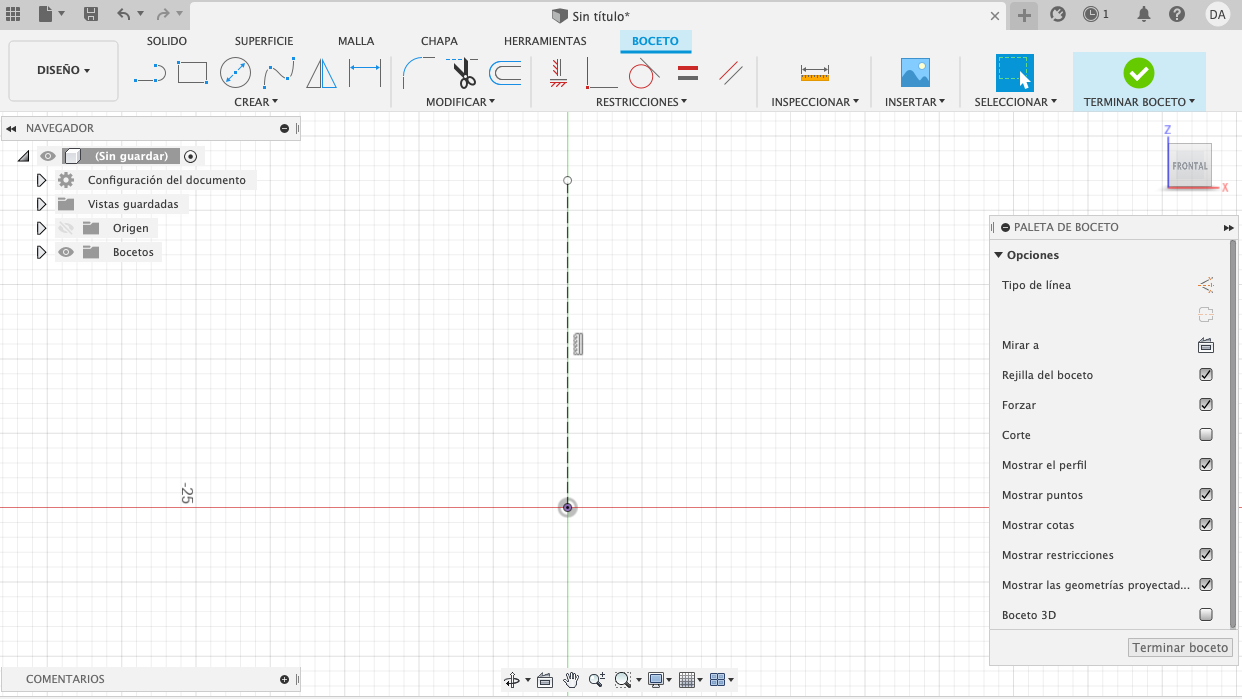 Sin título*
1
DA
SOLIDO SUPERFICIE MALLA CHAPA HERRAMIENTAS BOCETO
DISEÑO
CREAR MODIFICAR RESTRICCIONES INSPECCIONAR INSERTAR SELECCIONAR TERMINAR BOCETO
NAVEGADOR
(Sin guardar)
Configuración del documento
Vistas guardadas
Origen
Bocetos
Z
FRONTAL
X
-25
PALETA DE BOCETO
Opciones
Tipo de línea
Mirar a
Rejilla del boceto
Forzar
Corte
Mostrar el perfil
Mostrar puntos
Mostrar cotas
Mostrar restricciones
Mostrar las geometrías proyectad...
Boceto 3D
Terminar boceto
COMENTARIOS